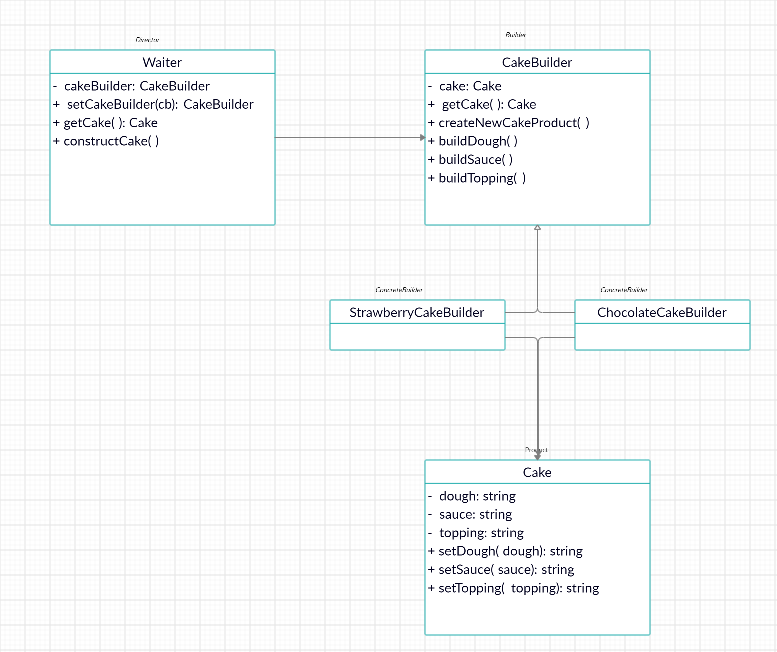 Director
Waiter
- cakeBuilder: CakeBuilder
+ setCakeBuilder(cb): CakeBuilder
+ getCake( ): Cake
+ constructCake( )
Builder
CakeBuilder
- cake: Cake
+ getCake( ): Cake
+ createNewCakeProduct( )
+ buildDough( )
+ buildSauce( )
+ buildTopping( )
ConcreteBuilder
StrawberryCakeBuilder
ConcreteBuilder
ChocolateCakeBuilder
Product
Cake
- dough: string
- sauce: string
- topping: string
+ setDough( dough): string
+ setSauce( sauce): string
+ setTopping( topping): string